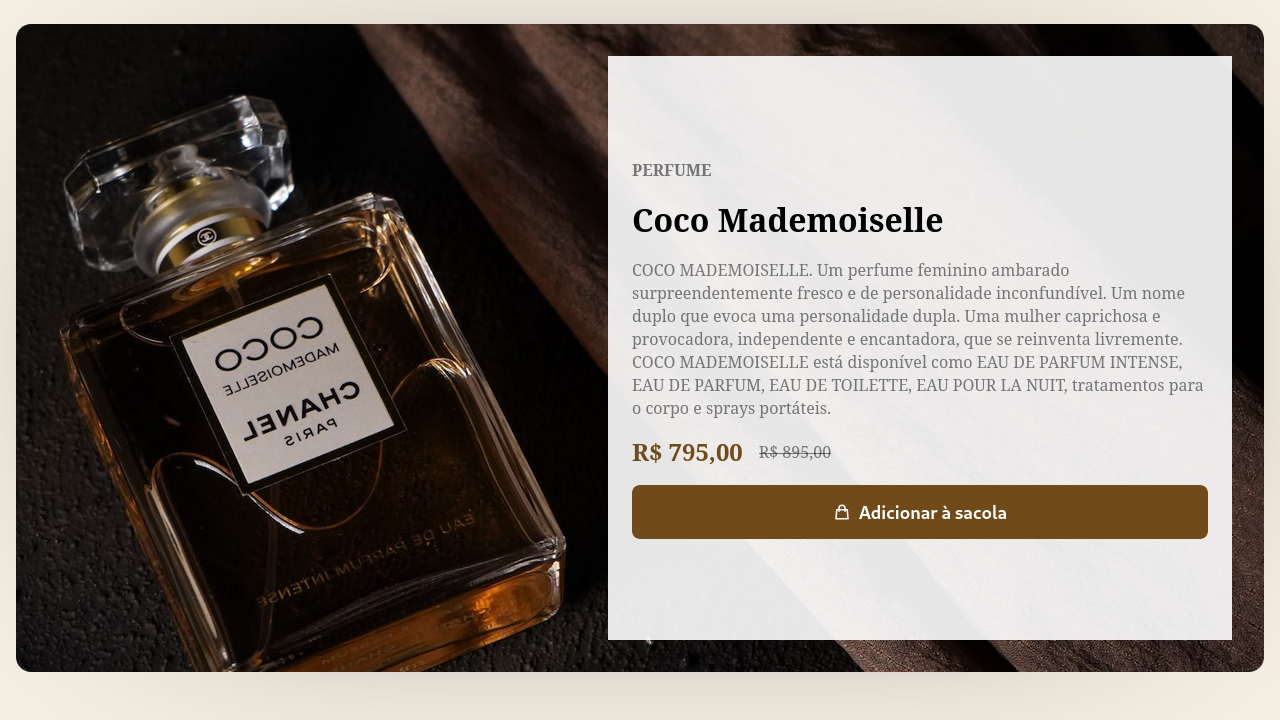 PERFUME
Coco Mademoiselle
COCO MADEMOISELLE. Um perfume feminino ambarado
surpreendentemente fresco e de personalidade inconfundível. Um nome
duplo que evoca uma personalidade dupla. Uma mulher caprichosa e
provocadora, independente e encantadora, que se reinventa livremente.
COCO MADEMOISELLE está disponível como EAU DE PARFUM INTENSE,
EAU DE PARFUM, EAU DE TOILETTE, EAU POUR LA NUIT, tratamentos para
o corpo e sprays portáteis.
R$ 795,00 R$ 895,00
Adicionar à sacola
COCO
MADEMOISELLE
CHANEL
PARIS
EAU DE PARFUM INTENSE